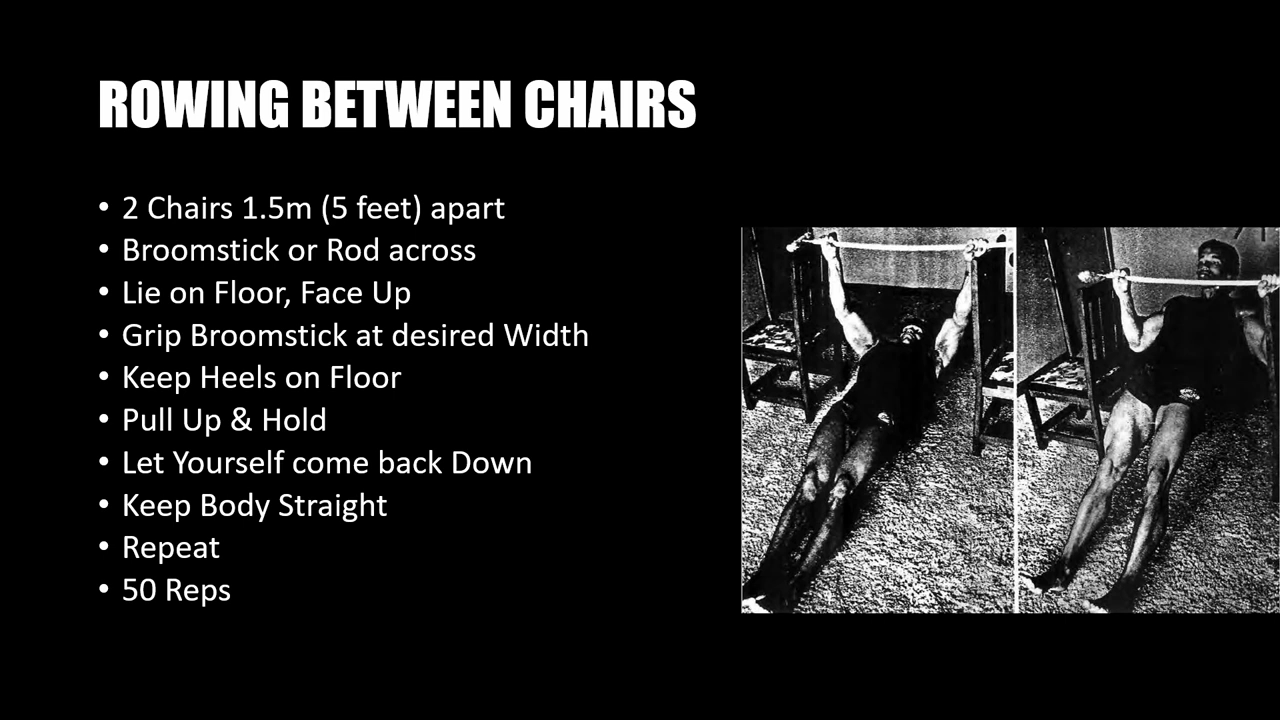 ROWING BETWEEN CHAIRS
• 2 Chairs 1.5m (5 feet) apart
• Broomstick or Rod across
• Lie on Floor, Face Up
• Grip Broomstick at desired Width
• Keep Heels on Floor
• Pull Up & Hold
• Let Yourself come back Down
• Keep Body Straight
• Repeat
• 50 Reps